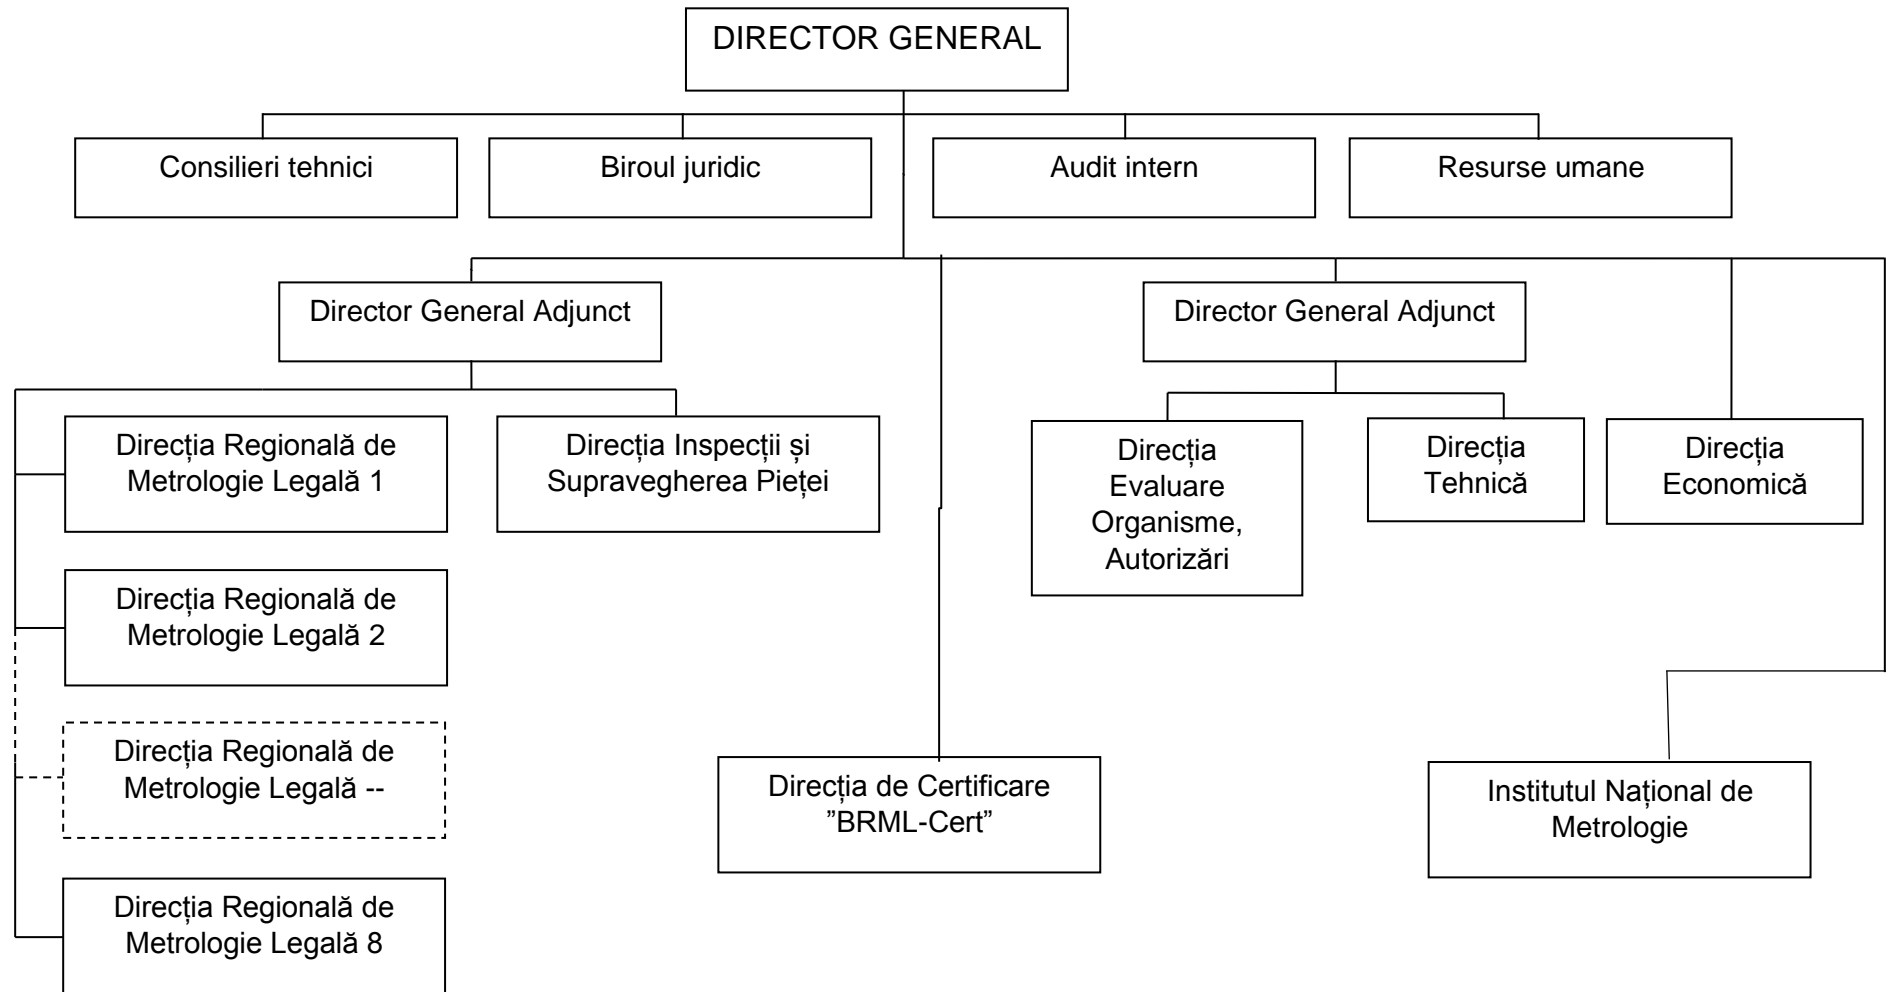 DIRECTOR GENERAL
Consilieri tehnici
Biroul juridic
Audit intern
Resurse umane
Director General Adjunct
Director General Adjunct
Direcția Regională de
Metrologie Legală 1
Direcția Inspecții și
Supravegherea Pieței
Direcția
Evaluare
Organisme,
Autorizări
Direcția
Tehnică
Direcția
Economică
Direcția Regională de
Metrologie Legală 2
Direcția Regională de
Metrologie Legală --
Direcția de Certificare
”BRML-Cert”
Institutul Național de
Metrologie
Direcția Regională de
Metrologie Legală 8